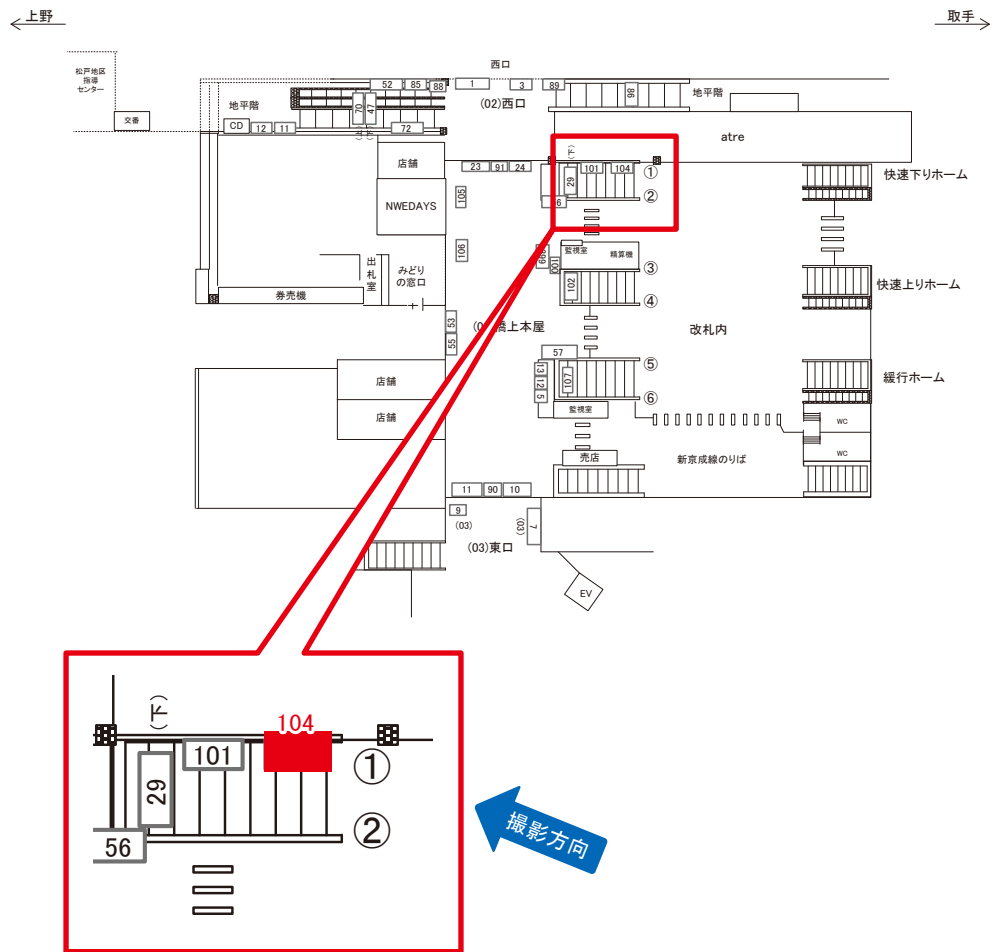 上野
取手
西口
松戸地区
指導
センター
交番
地平階
CD
12
11
52
85
88
70
(上)
47
(下)
72
1
3
89
(02)西口
86
地平階
atre
店舗
NWEDAYS
23
91
24
105
106
(下)
29
101
104
①
②
快速下りホーム
監視室
精算機
99
100
102
③
④
快速上りホーム
出札室
みどり
の窓口
券売機
53
55
橋上本屋
改札内
57
13
12
5
107
⑤
⑥
緩行ホーム
店舗
店舗
監視室
売店
新京成線のりば
WC
WC
11
90
10
9
(03)
(03)
7
(03)東口
EV
(下)
104
101
29
56
①
②
撮影方向